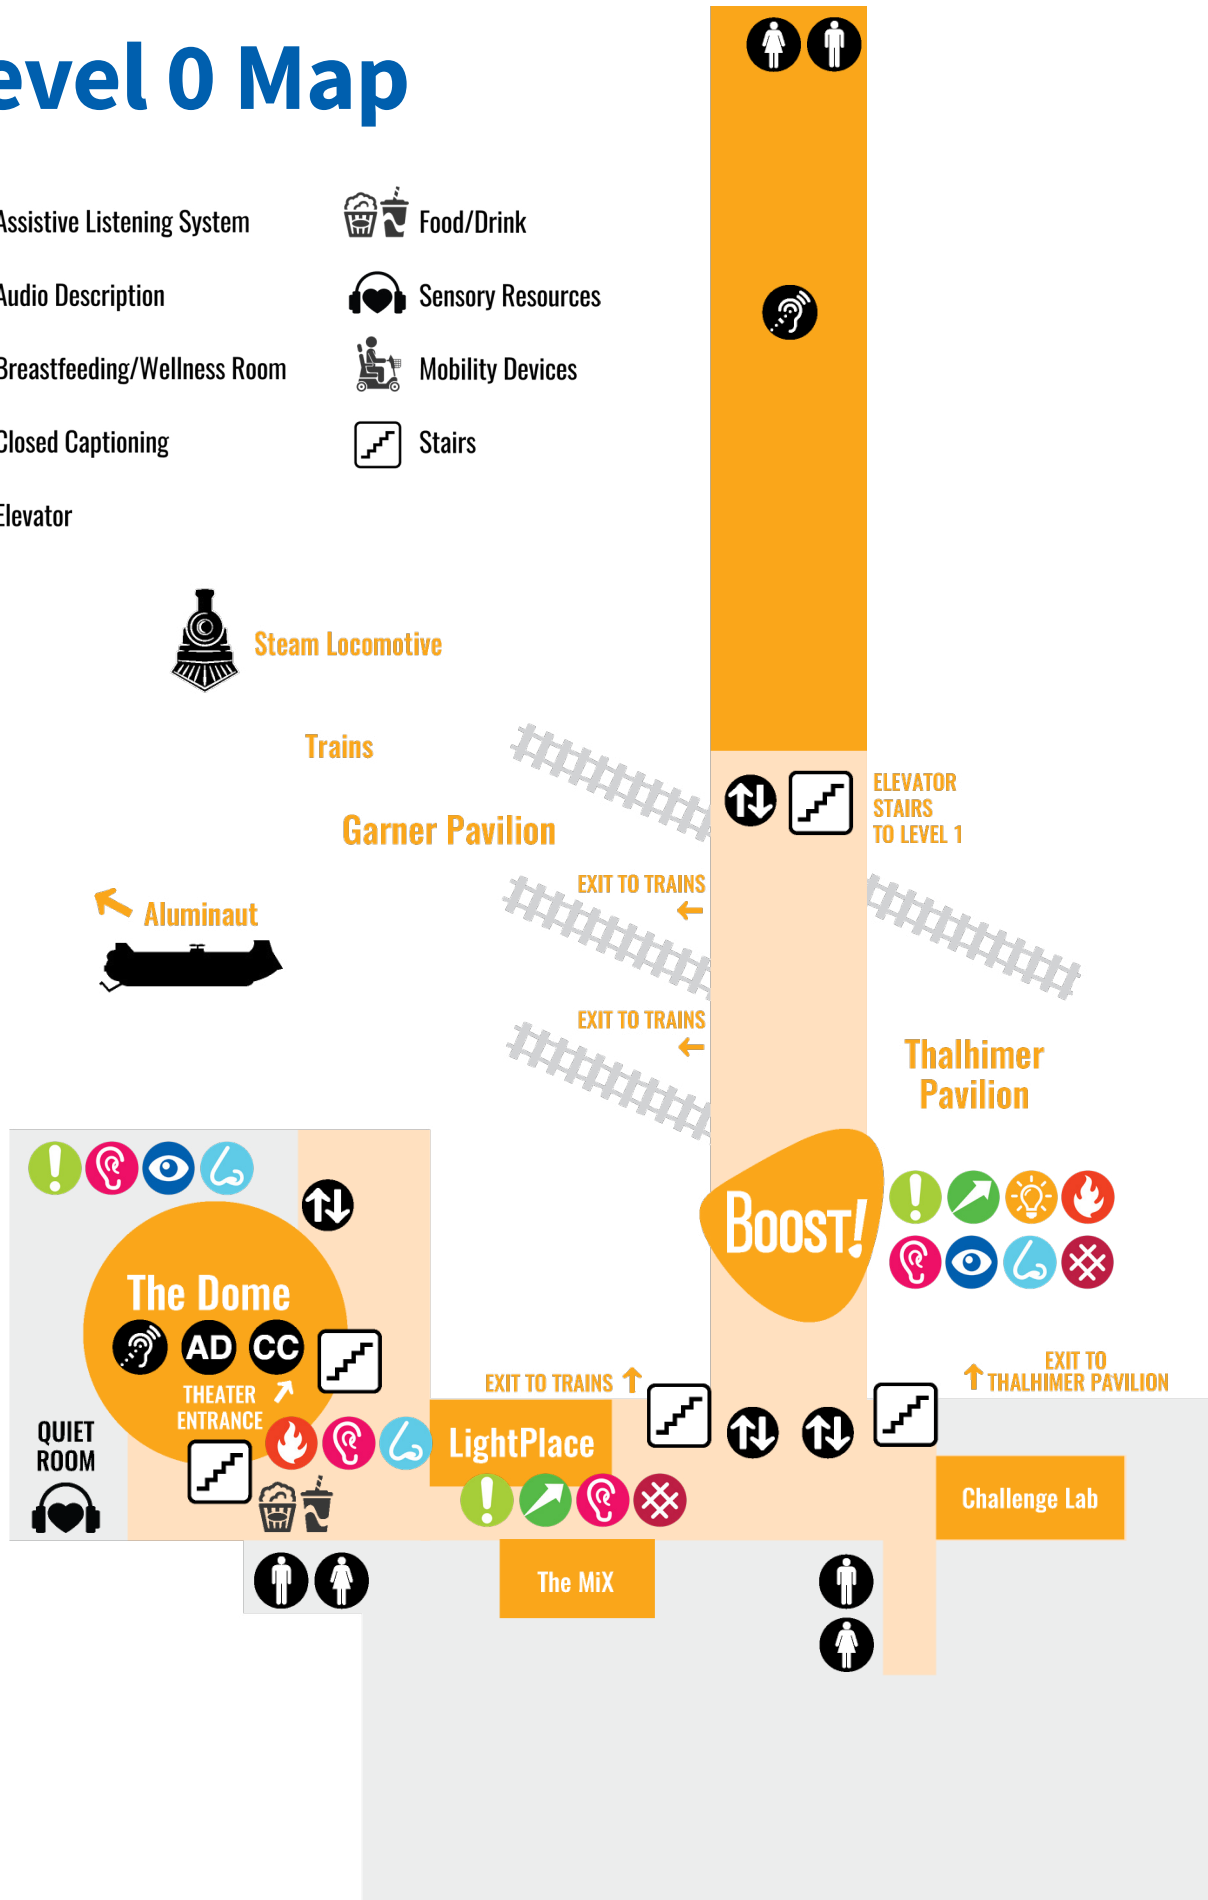 evel 0 Map
Assistive Listening System
Audio Description
Breastfeeding/Wellness Room
Closed Captioning
Elevator
Food/Drink
Sensory Resources
Mobility Devices
Stairs
Steam Locomotive
Trains
Garner Pavilion
Aluminaut
ELEVATOR
STAIRS
TO LEVEL 1
EXIT TO TRAINS
EXIT TO TRAINS
Thalhimer
Pavilion
BOOST!
The Dome
AD
CC
THEATER
ENTRANCE
QUIET
ROOM
EXIT TO TRAINS
EXIT TO
THALHIMER PAVILION
LightPlace
Challenge Lab
The MiX